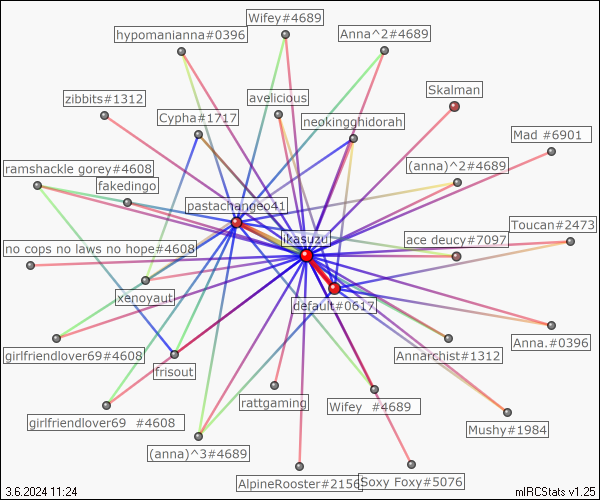 Wifey#4689
hypomanianna#0396
Anna^2#4689
Skalman
zibbits#1312
avelicious
Cypha#1717
neokingghidorah
Mad #6901
ramshackle gorey#4608
(anna)^2#4689
fakedingo
pastachangeo41
Toucan#2473
ikasuzu
ace deucy#7097
no cops no laws no hope#4608
xenoyaut
default#0617
Anna.#0396
girlfriendlover69#4608
Annarchist#1312
frisout
rattgaming
Wifey #4689
girlfriendlover69 #4608
Mushy#1984
(anna)^3#4689
AlpineRooster#2156
Soxy Foxy#5076
3.6.2024 11:24
mIRCStats v1.25